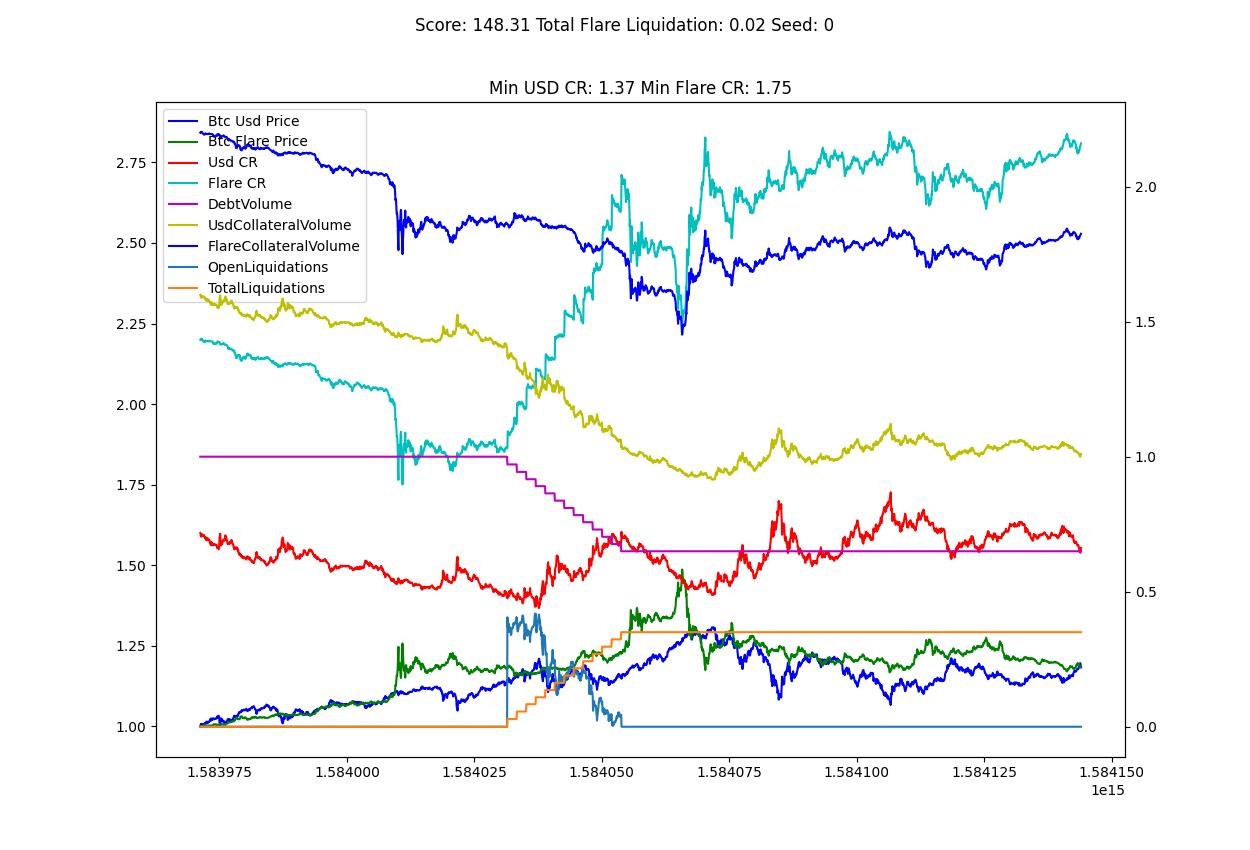 Score: 148.31 Total Flare Liquidation: 0.02 Seed: 0
Min USD CR: 1.37 Min Flare CR: 1.75
Btc Usd Price
Btc Flare Price
Usd CR
Flare CR
DebtVolume
UsdCollateralVolume
FlareCollateralVolume
OpenLiquidations
TotalLiquidations
2.75
2.50
2.25
2.00
1.75
1.50
1.25
1.00
2.0
1.5
1.0
0.5
0.0
1.583975 1.584000 1.584025 1.584050 1.584075 1.584100 1.584125 1.584150
1e15